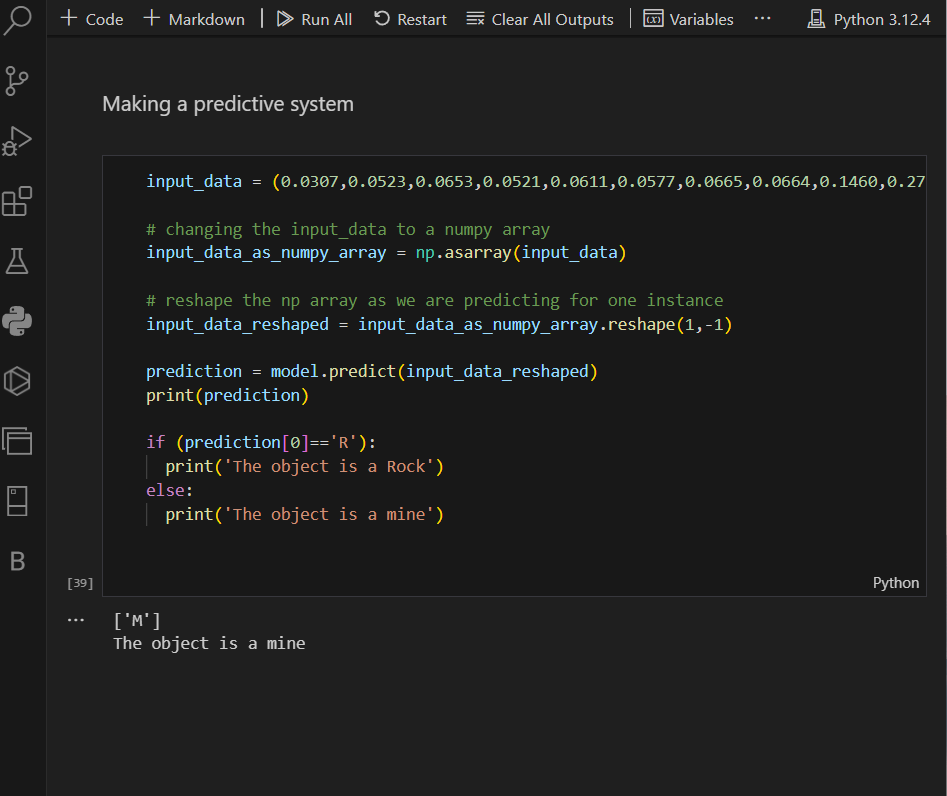 + Code + Markdown | Run All Restart Clear All Outputs | Variables ... Python 3.12.4
Making a predictive system
input_data = (0.0307,0.0523,0.0653,0.0521,0.0611,0.0577,0.0665,0.0664,0.1460,0.27
# changing the input_data to a numpy array
input_data_as_numpy_array = np.asarray(input_data)
# reshape the np array as we are predicting for one instance
input_data_reshaped = input_data_as_numpy_array.reshape(1,-1)
prediction = model.predict(input_data_reshaped)
print(prediction)
if (prediction[0]=='R'):
  print('The object is a Rock')
else:
  print('The object is a mine')
[39]
Python
B
... ['M']
The object is a mine